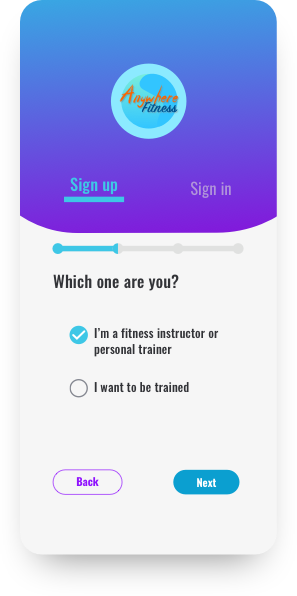 Anywhere
Fitness
Sign up
Sign in
Which one are you?
I'm a fitness instructor or
personal trainer
I want to be trained
Back
Next